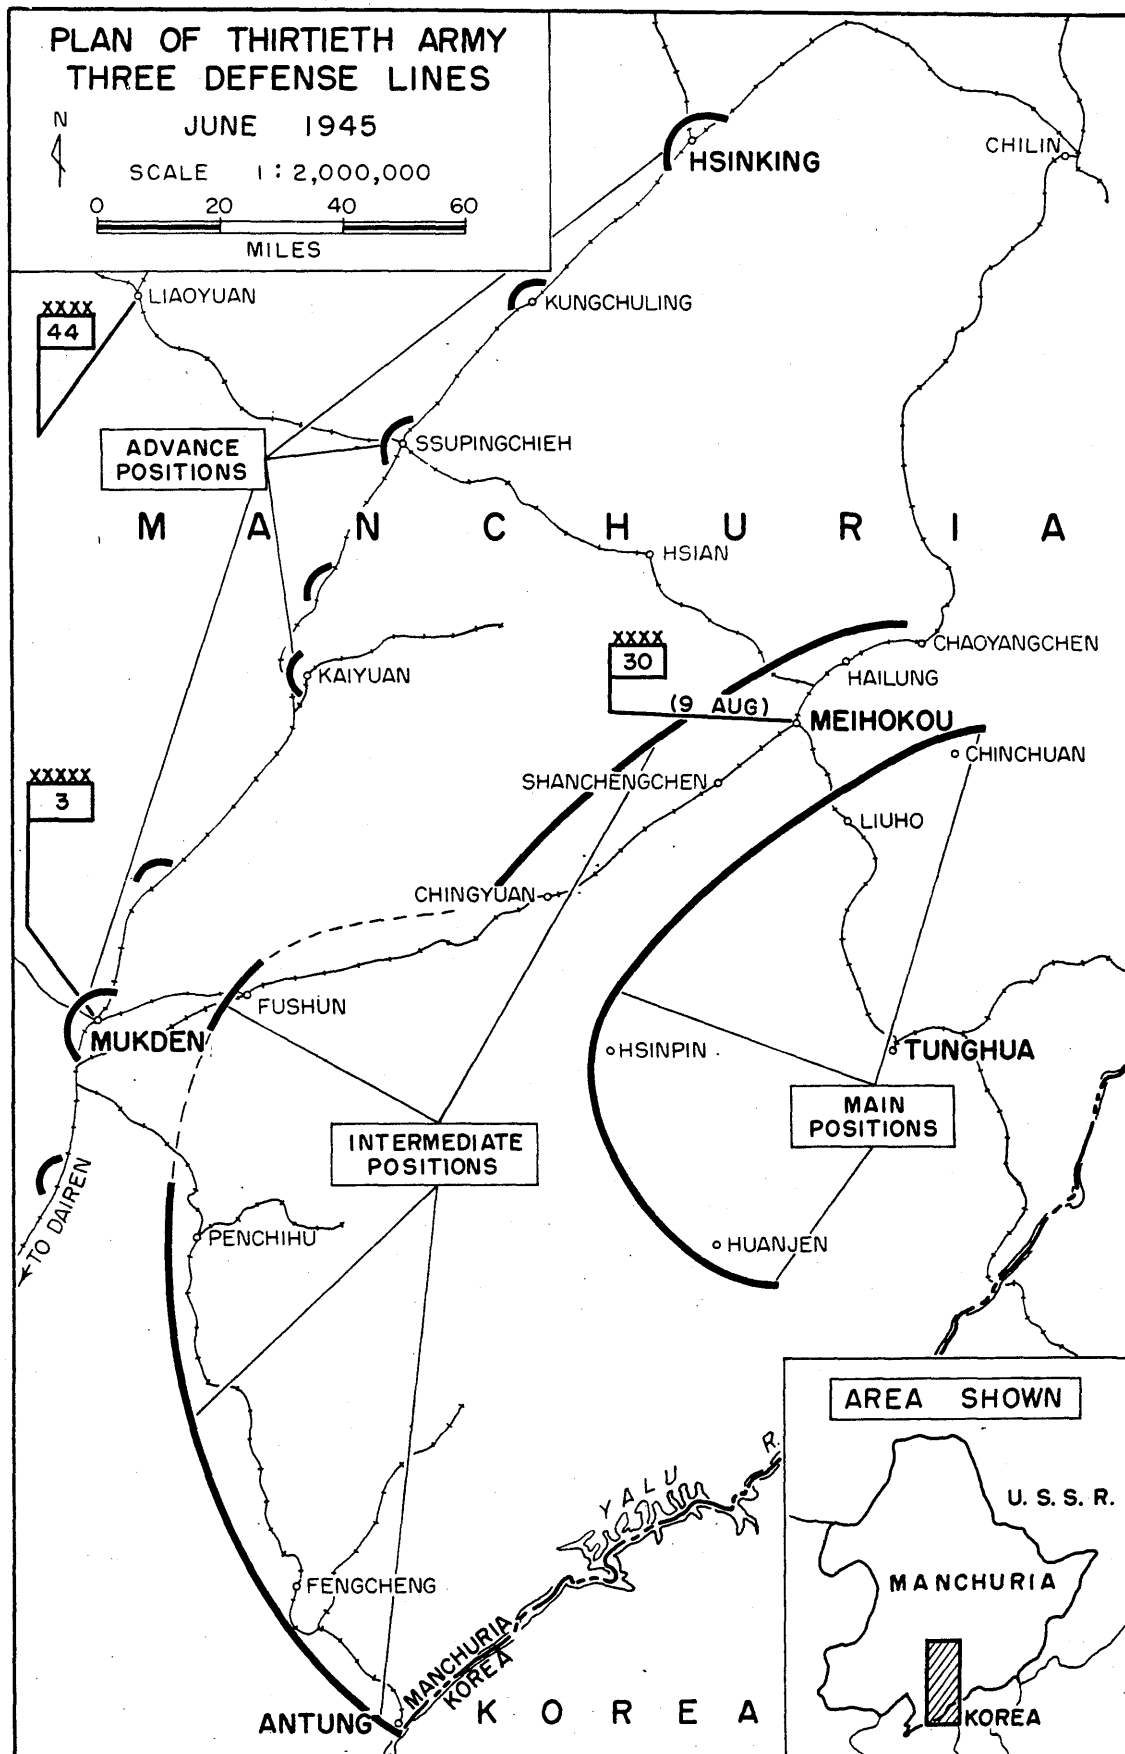 PLAN OF THIRTIETH ARMY
THREE DEFENSE LINES
JUNE 1945
N
SCALE 1 : 2,000,000
0 20 40 60
MILES
HSINKING
CHILIN
LIAOYUAN
KUNGCHULING
XXXX
44
ADVANCE
POSITIONS
SSUPINGCHIEH
M A N C H U R I A
HSIAN
XXXX
30
CHAOYANGCHEN
KAIYUAN
HAILUNG
(9 AUG)
MEIHOKOU
CHINCHUAN
XXXXX
3
SHANCHENGCHEN
LIUHO
CHINGYUAN
FUSHUN
MUKDEN
HSINPIN
TUNGHUA
MAIN
POSITIONS
INTERMEDIATE
POSITIONS
TO DAIREN
PENCHIHU
HUANJEN
YALU R.
FENGCHENG
MANCHURIA
KOREA
ANTUNG
K O R E A
AREA SHOWN
U. S. S. R.
MANCHURIA
KOREA